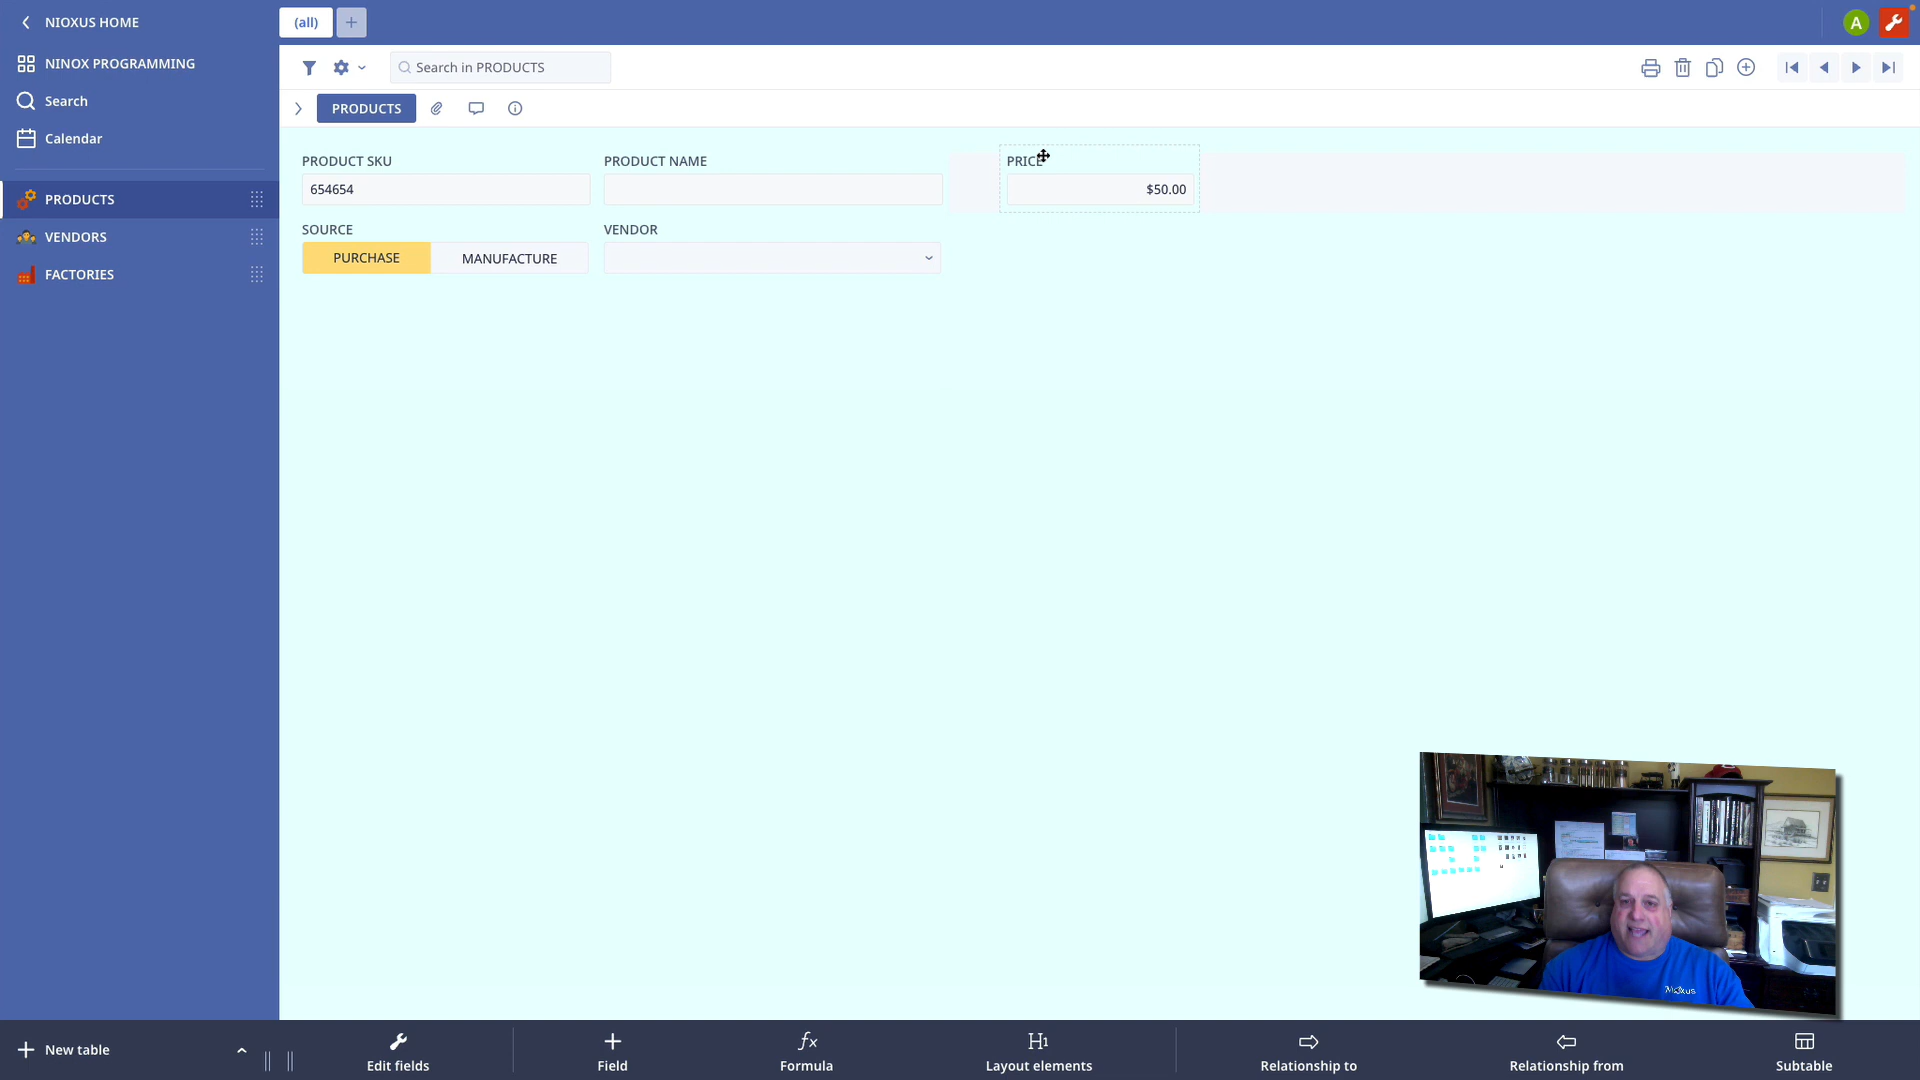 NIOXUS HOME
(all)
A
NINOX PROGRAMMING
Search in PRODUCTS
Search
PRODUCTS
Calendar
PRODUCTS
VENDORS
FACTORIES
PRODUCT SKU
PRODUCT NAME
PRICE
654654
$50.00
SOURCE
VENDOR
PURCHASE
MANUFACTURE
New table
Edit fields
Field
fx
Formula
H1
Layout elements
Relationship to
Relationship from
Subtable